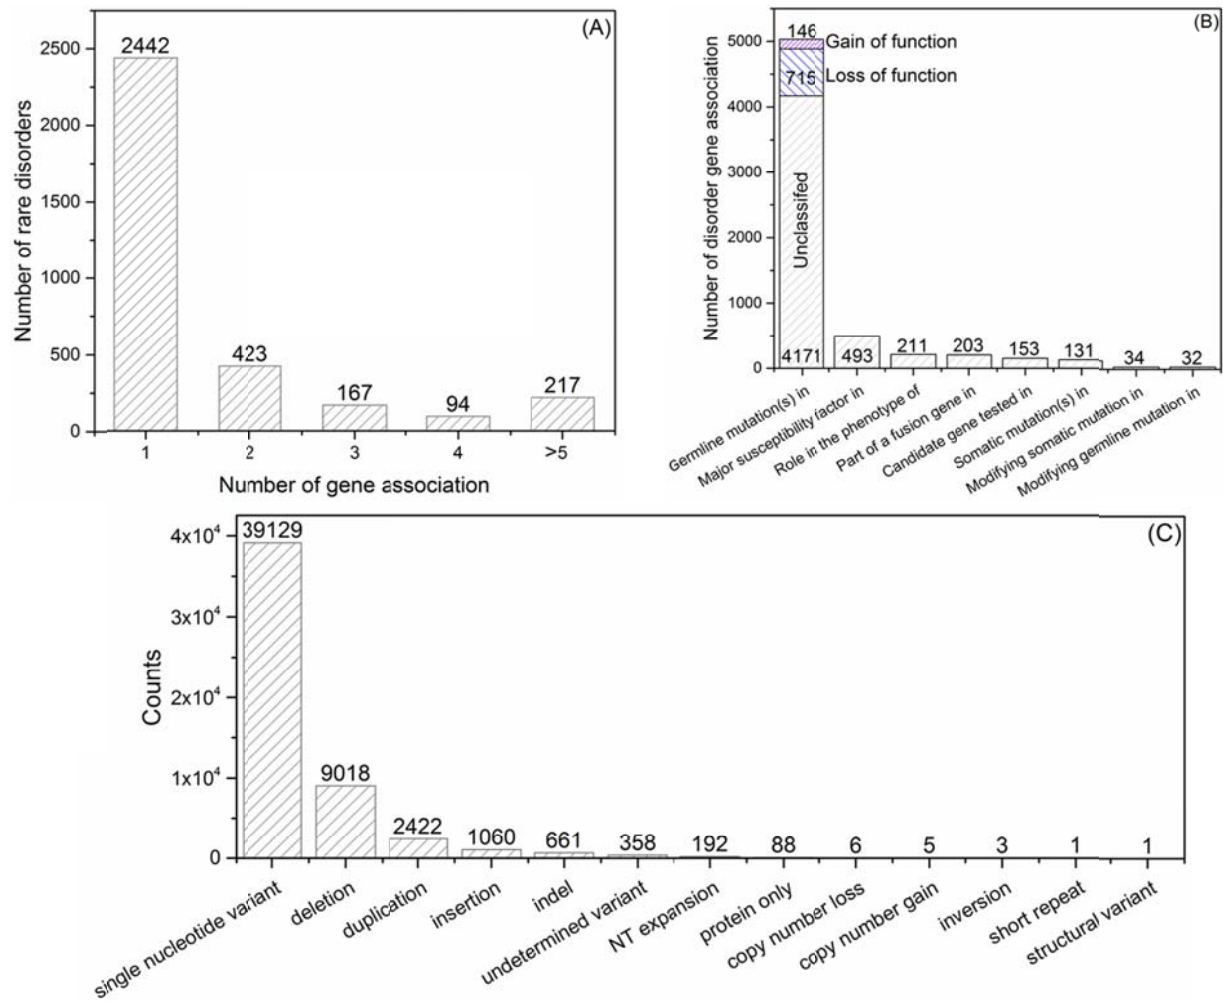 (A)
2442
423
167
94
217
2500
2000
1500
1000
500
0
Number of rare disorders
1
2
3
4
>5
Number of gene association
(B)
146
Gain of function
715
Loss of function
Unclassifed
4171
493
211
203
153
131
34
32
5000
4000
3000
2000
1000
0
Number of disorder gene association
Germline mutation(s) in
Major susceptibility factor in
Role in the phenotype of
Part of a fusion gene in
Candidate gene tested in
Somatic mutation(s) in
Modifying somatic mutation in
Modifying germline mutation in
(C)
39129
9018
2422
1060
661
358
192
88
6
5
3
1
1
4x10⁴
3x10⁴
2x10⁴
1x10⁴
0
Counts
single nucleotide variant
deletion
duplication
insertion
indel
undetermined variant
NT expansion
protein only
copy number loss
copy number gain
inversion
short repeat
structural variant